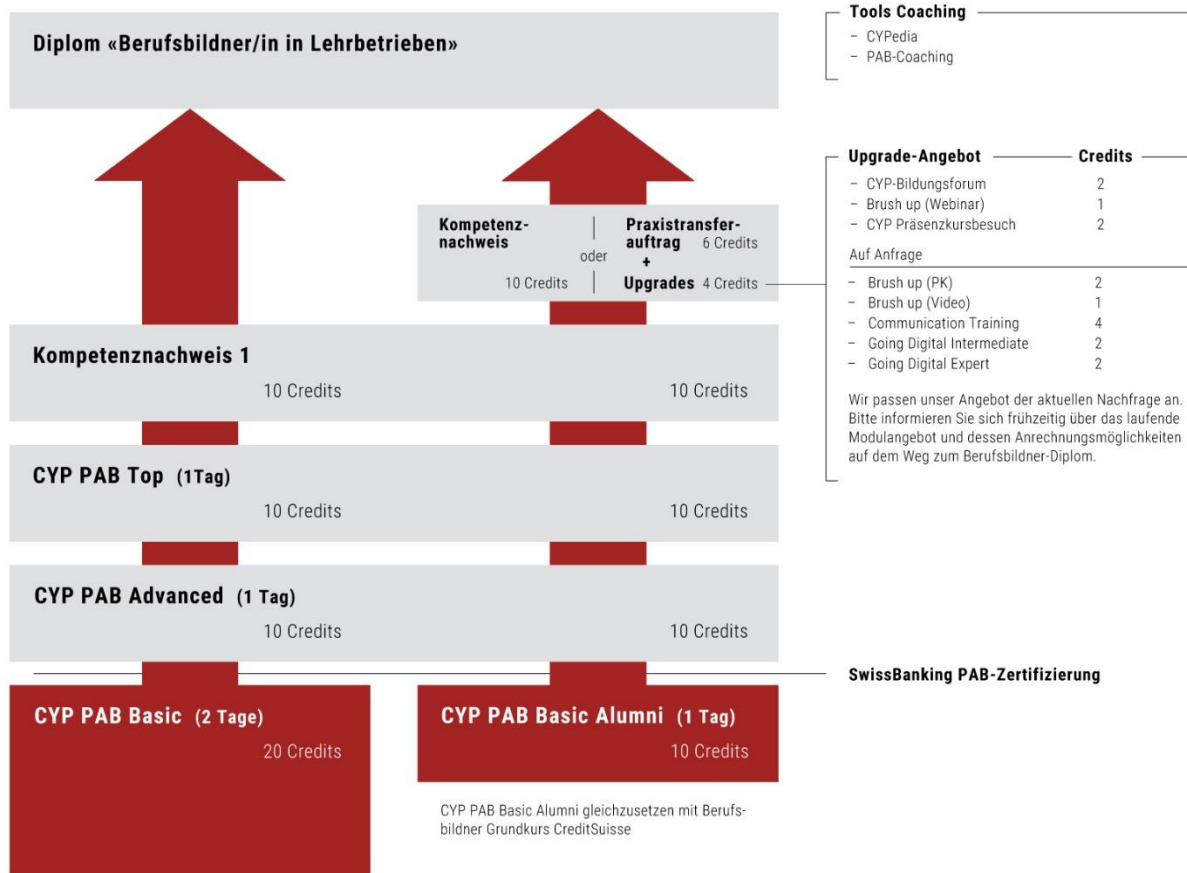 Diplom «Berufsbildner/in in Lehrbetrieben»
Kompetenz-
nachweis
10 Credits
oder
Praxistransfer-
auftrag 6 Credits
+
Upgrades 4 Credits
Kompetenznachweis 1
10 Credits 10 Credits
CYP PAB Top (1Tag)
10 Credits 10 Credits
CYP PAB Advanced (1 Tag)
10 Credits 10 Credits
CYP PAB Basic (2 Tage)
20 Credits
CYP PAB Basic Alumni (1 Tag)
10 Credits
CYP PAB Basic Alumni gleichzusetzen mit Berufs-
bildner Grundkurs CreditSuisse
Tools Coaching
– CYPedia
– PAB-Coaching
Upgrade-Angebot Credits
– CYP-Bildungsforum 2
– Brush up (Webinar) 1
– CYP Präsenzkursbesuch 2
Auf Anfrage
– Brush up (PK) 2
– Brush up (Video) 1
– Communication Training 4
– Going Digital Intermediate 2
– Going Digital Expert 2
Wir passen unser Angebot der aktuellen Nachfrage an.
Bitte informieren Sie sich frühzeitig über das laufende
Modulangebot und dessen Anrechnungsmöglichkeiten
auf dem Weg zum Berufsbildner-Diplom.
SwissBanking PAB-Zertifizierung